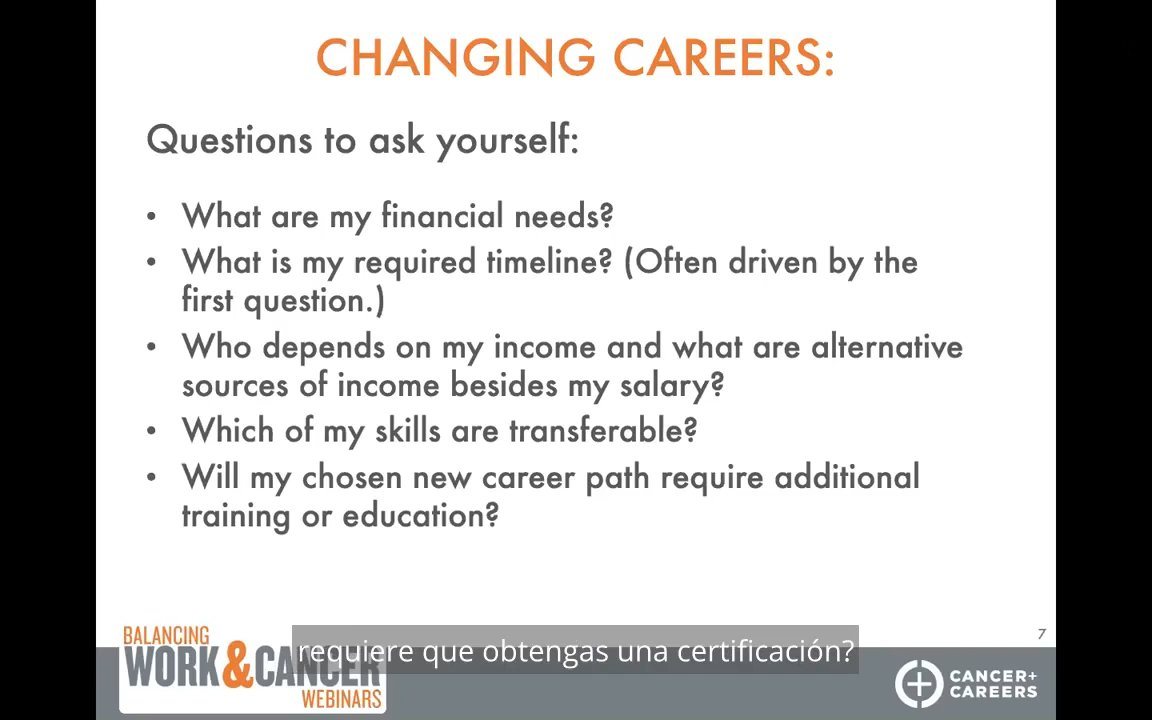 CHANGING CAREERS:
Questions to ask yourself:
• What are my financial needs?
• What is my required timeline? (Often driven by the
first question.)
• Who depends on my income and what are alternative
sources of income besides my salary?
• Which of my skills are transferable?
• Will my chosen new career path require additional
training or education?
7
BALANCING
WORK & CANCER
WEBINARS
requiere que obtengas una certificación?
CANCER+
CAREERS